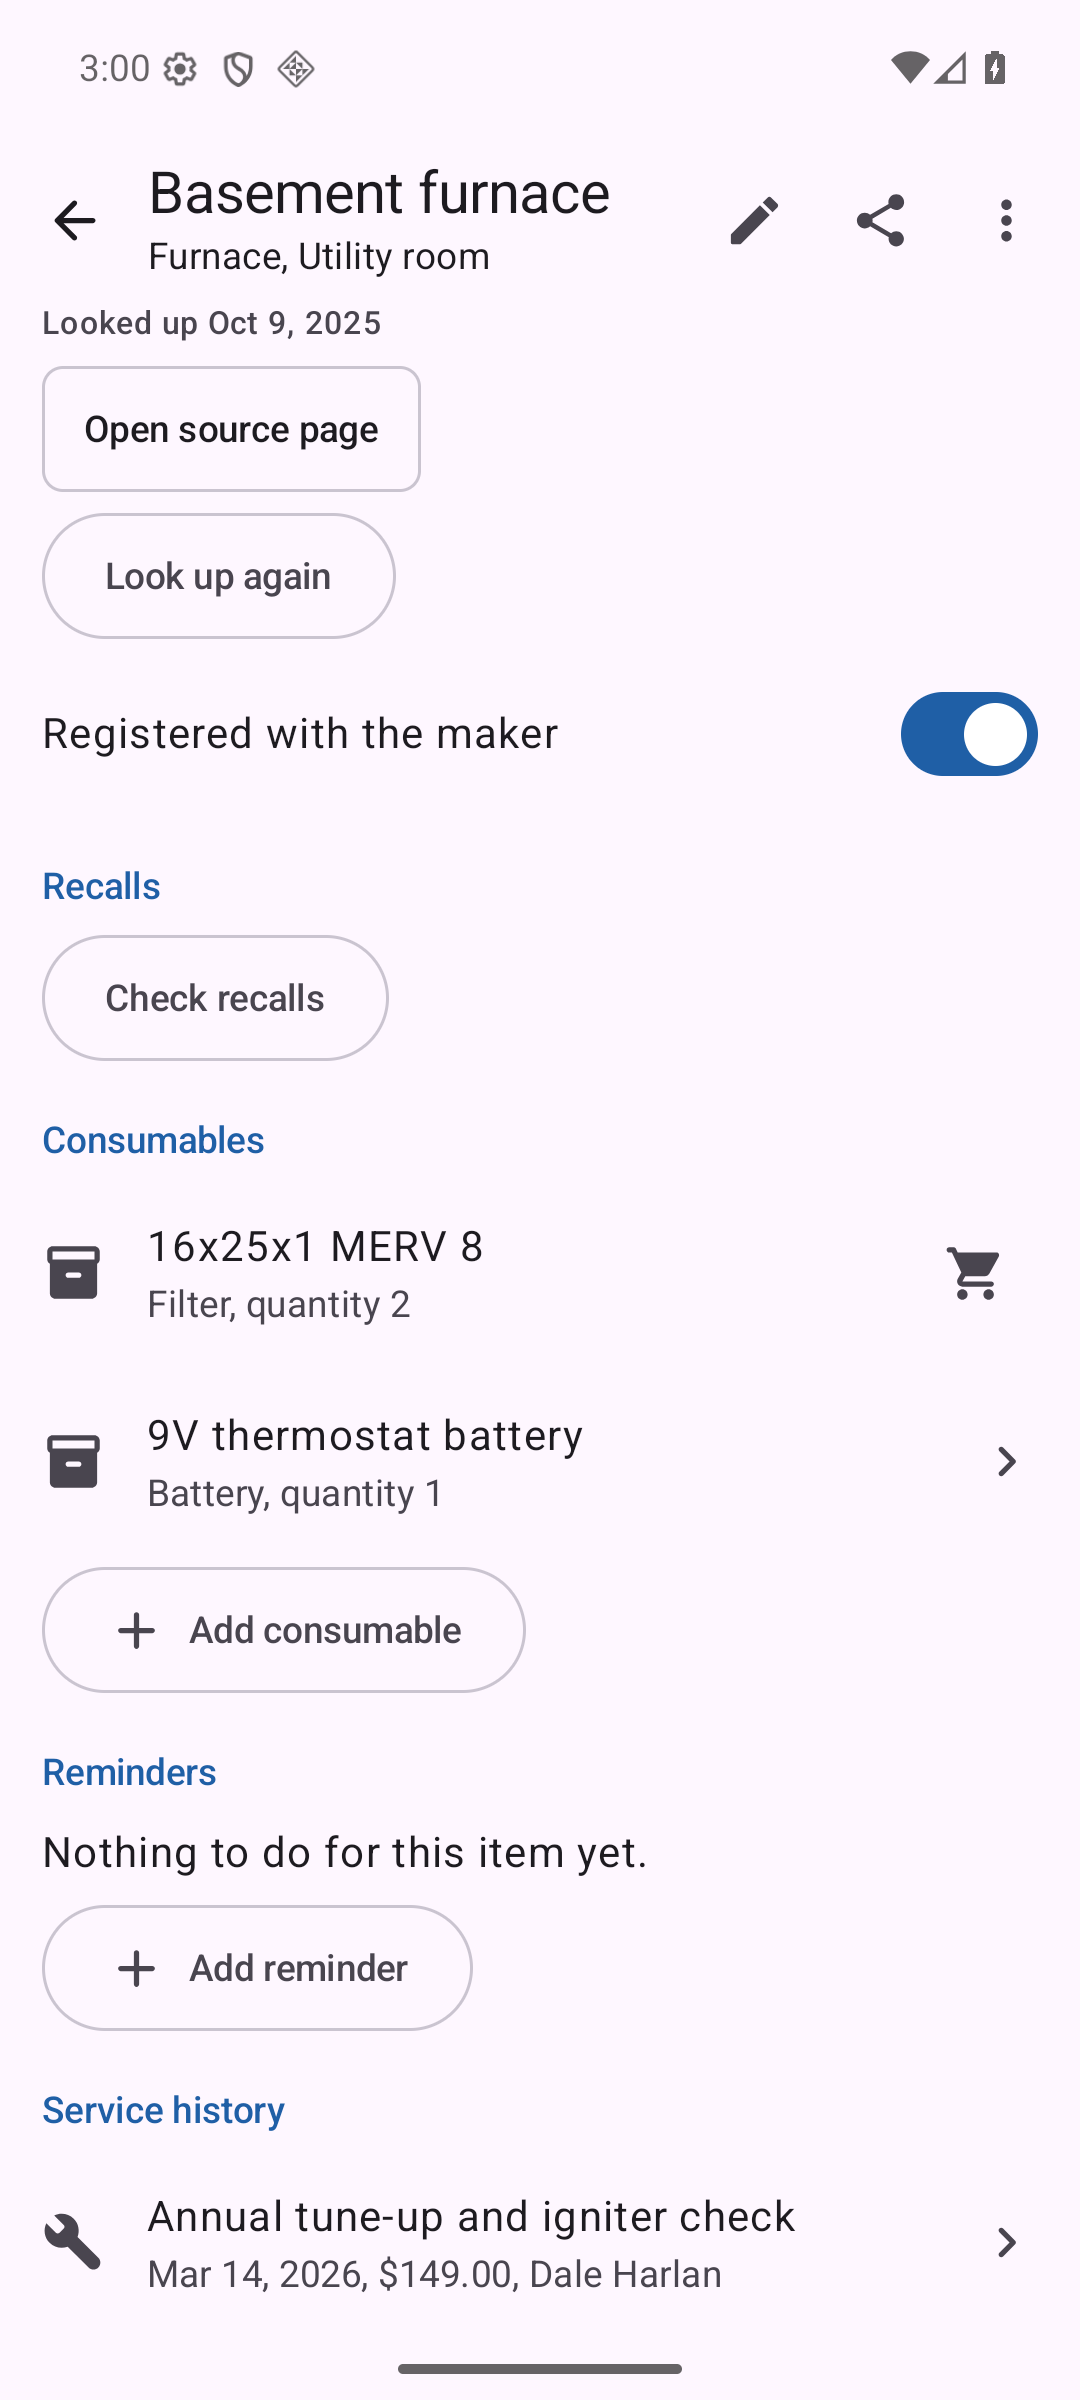 3:00
Basement furnace
Furnace, Utility room
Looked up Oct 9, 2025
Open source page
Look up again
Registered with the maker
Recalls
Check recalls
Consumables
16x25x1 MERV 8
Filter, quantity 2
9V thermostat battery
Battery, quantity 1
Add consumable
Reminders
Nothing to do for this item yet.
Add reminder
Service history
Annual tune-up and igniter check
Mar 14, 2026, $149.00, Dale Harlan